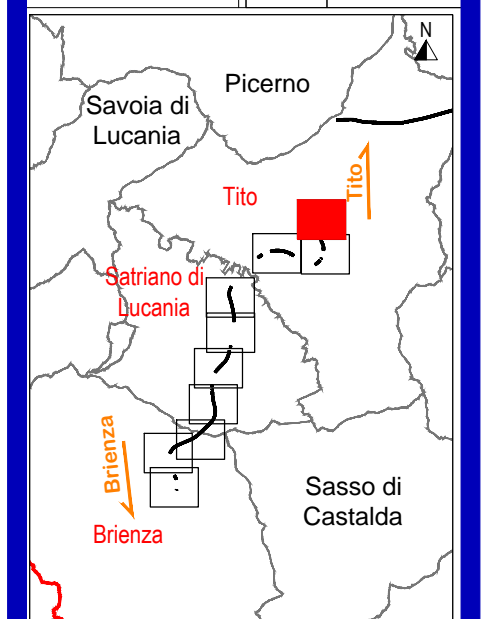 N
Picerno
Savoia di
Lucania
Tito
Tito
Satriano di
Lucania
Brienza
Sasso di
Castalda
Brienza